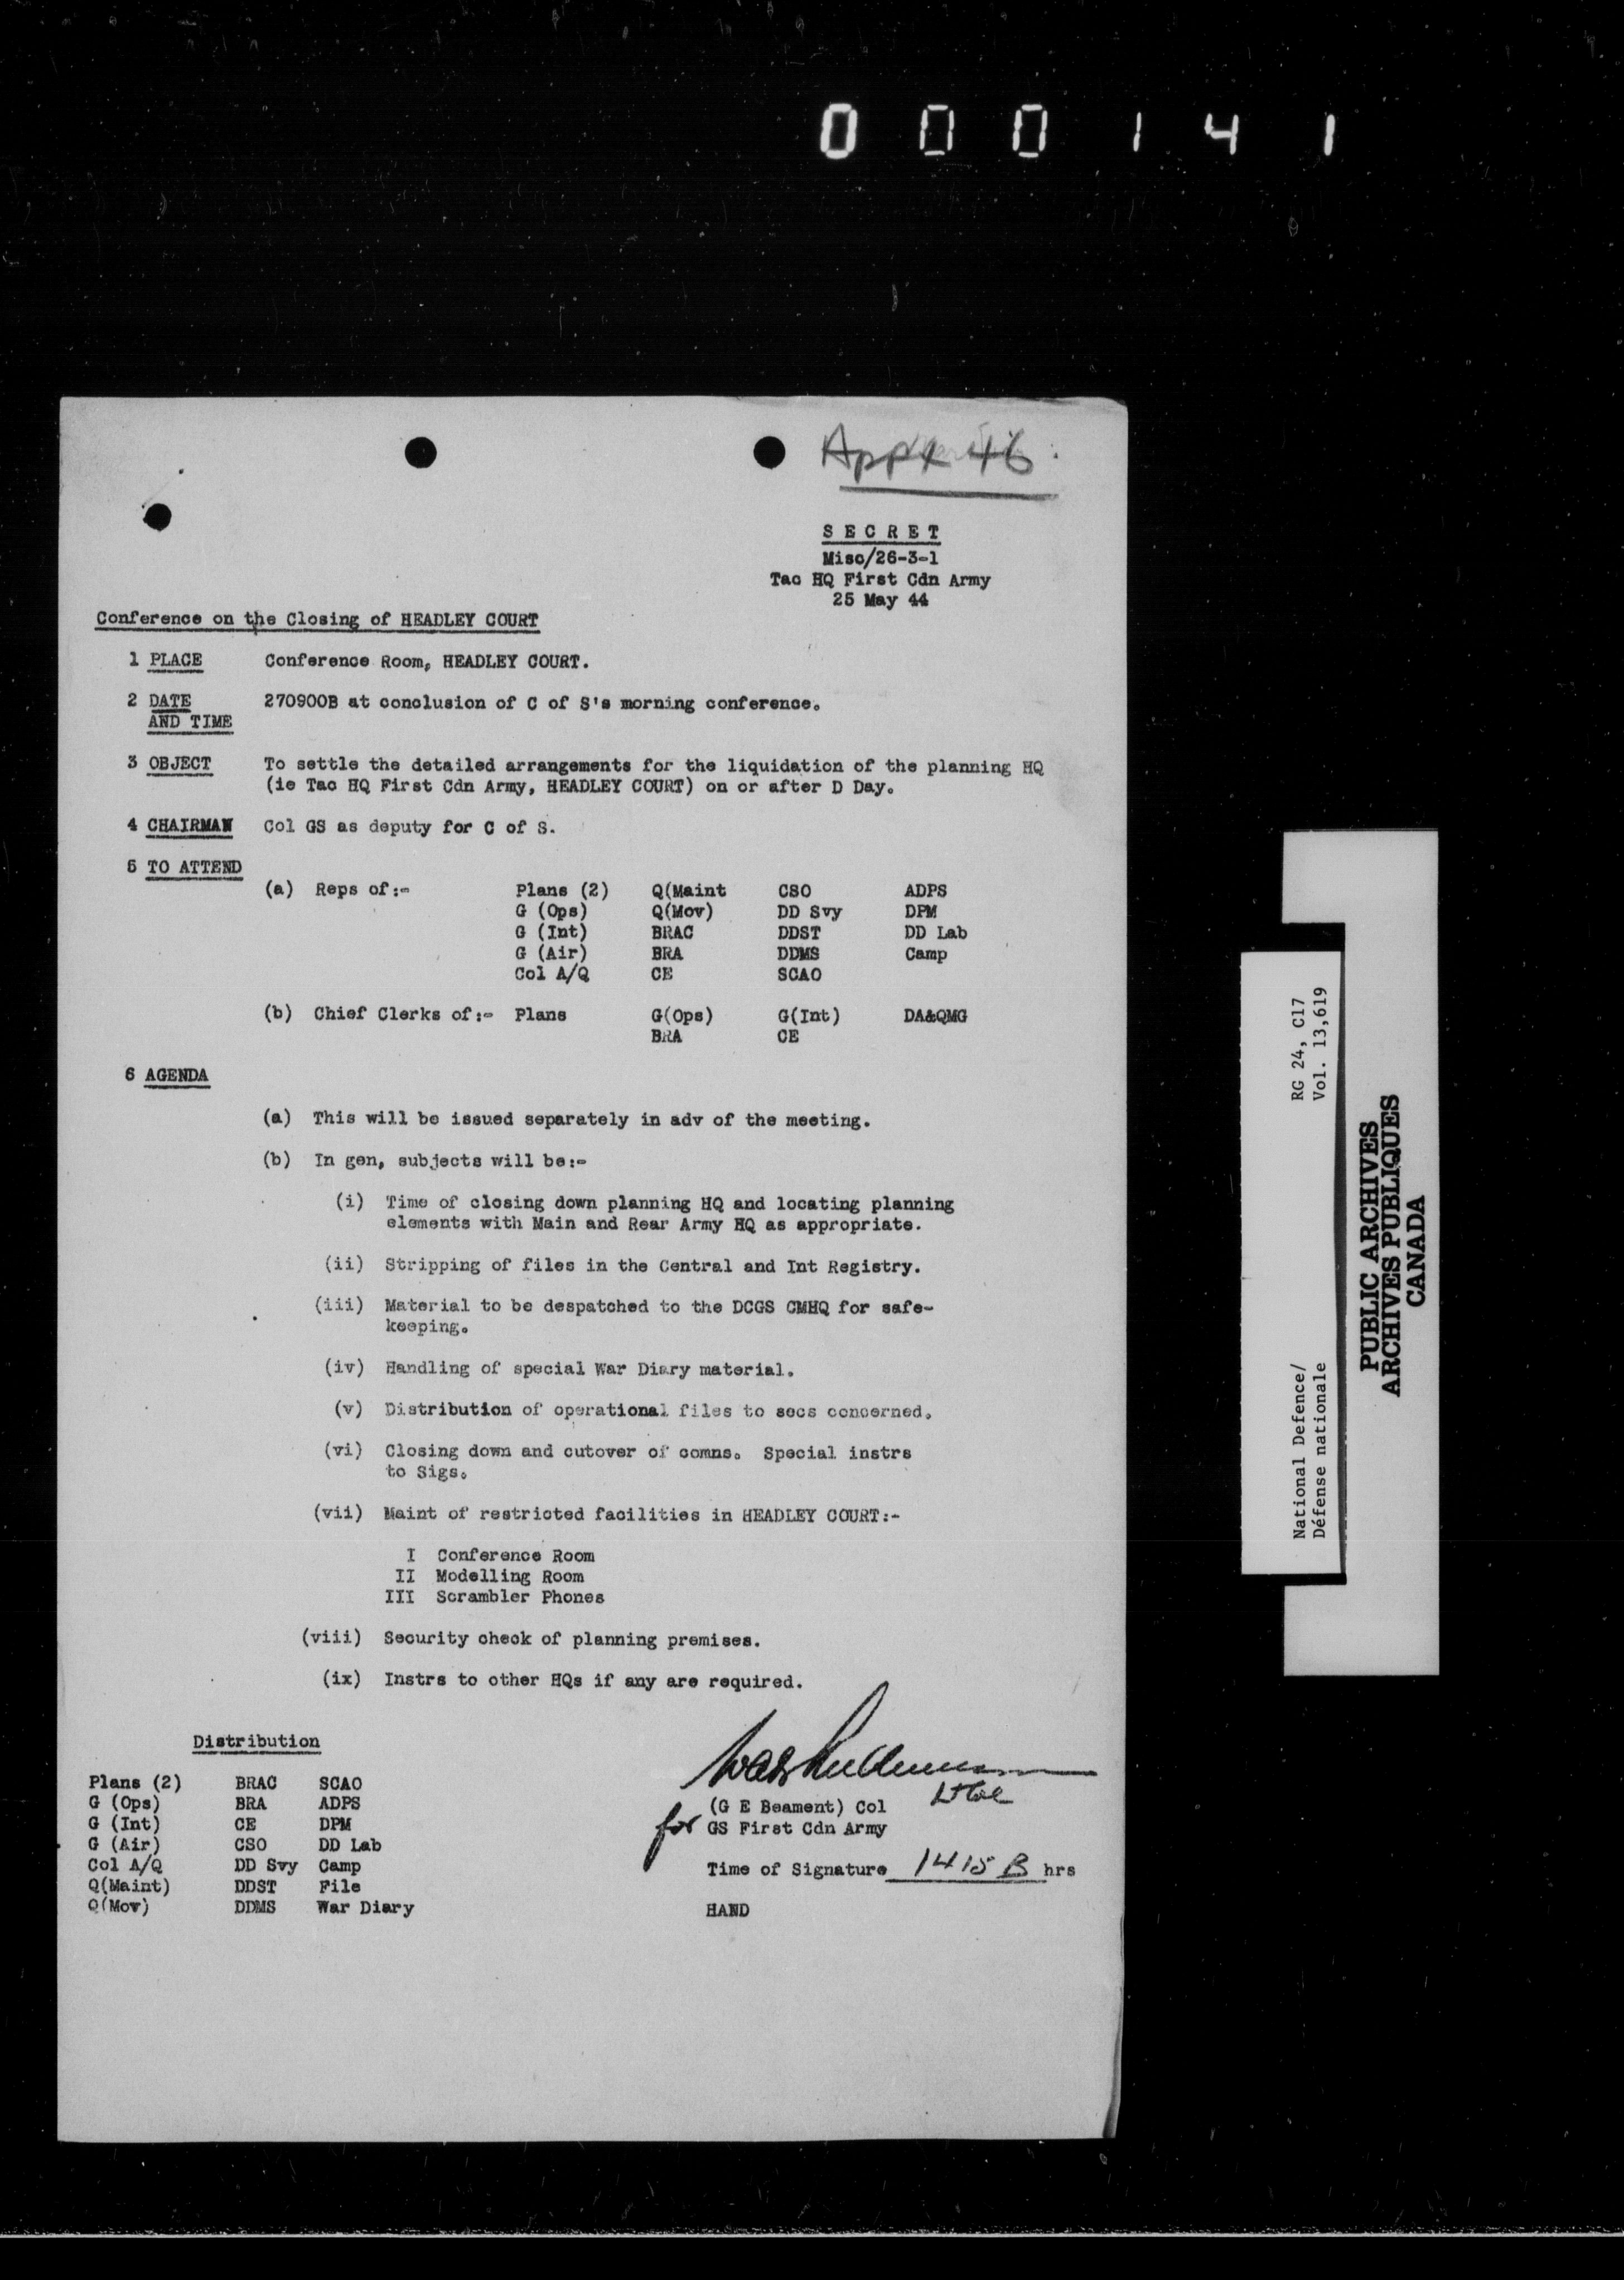 000141
Appx 46
SECRET
Misc/26-3-1
Tac HQ First Cdn Army
25 May 44
Conference on the Closing of HEADLEY COURT
1 PLACE Conference Room, HEADLEY COURT.
2 DATE AND TIME 270900B at conclusion of C of S's morning conference.
3 OBJECT To settle the detailed arrangements for the liquidation of the planning HQ
(ie Tac HQ First Cdn Army, HEADLEY COURT) on or after D Day.
4 CHAIRMAN Col GS as deputy for C of S.
5 TO ATTEND
(a) Reps of:- Plans (2) Q(Maint CSO ADPS
G (Ops) Q(Mov) DD Svy DPM
G (Int) BRAC DDST DD Lab
G (Air) BRA DDMS Camp
Col A/Q CE SCAO
(b) Chief Clerks of:- Plans G(Ops) G(Int) DA&QMG
BRA CE
6 AGENDA
(a) This will be issued separately in adv of the meeting.
(b) In gen, subjects will be:-
(i) Time of closing down planning HQ and locating planning
elements with Main and Rear Army HQ as appropriate.
(ii) Stripping of files in the Central and Int Registry.
(iii) Material to be despatched to the DCGS CMHQ for safe-
keeping.
(iv) Handling of special War Diary material.
(v) Distribution of operational files to secs concerned.
(vi) Closing down and cutover of comns. Special instrs
to Sigs.
(vii) Maint of restricted facilities in HEADLEY COURT:-
I Conference Room
II Modelling Room
III Scrambler Phones
(viii) Security check of planning premises.
(ix) Instrs to other HQs if any are required.
Distribution
Plans (2) BRAC SCAO
G (Ops) BRA ADPS
G (Int) CE DPM
G (Air) CSO DD Lab
Col A/Q DD Svy Camp
Q(Maint) DDST File
Q(Mov) DDMS War Diary
Lt Col
(G E Beament) Col
for GS First Cdn Army
Time of Signature 1415 B hrs
HAND
RG 24, C17
Vol. 13,619
National Defence/
Défense nationale
PUBLIC ARCHIVES
ARCHIVES PUBLIQUES
CANADA